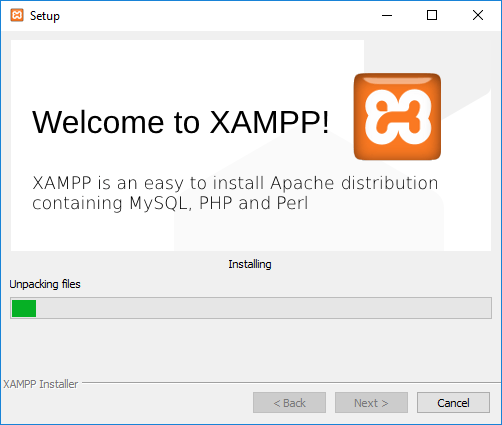 Setup
Welcome to XAMPP!
XAMPP is an easy to install Apache distribution
containing MySQL, PHP and Perl
Installing
Unpacking files
XAMPP Installer
< Back
Next >
Cancel